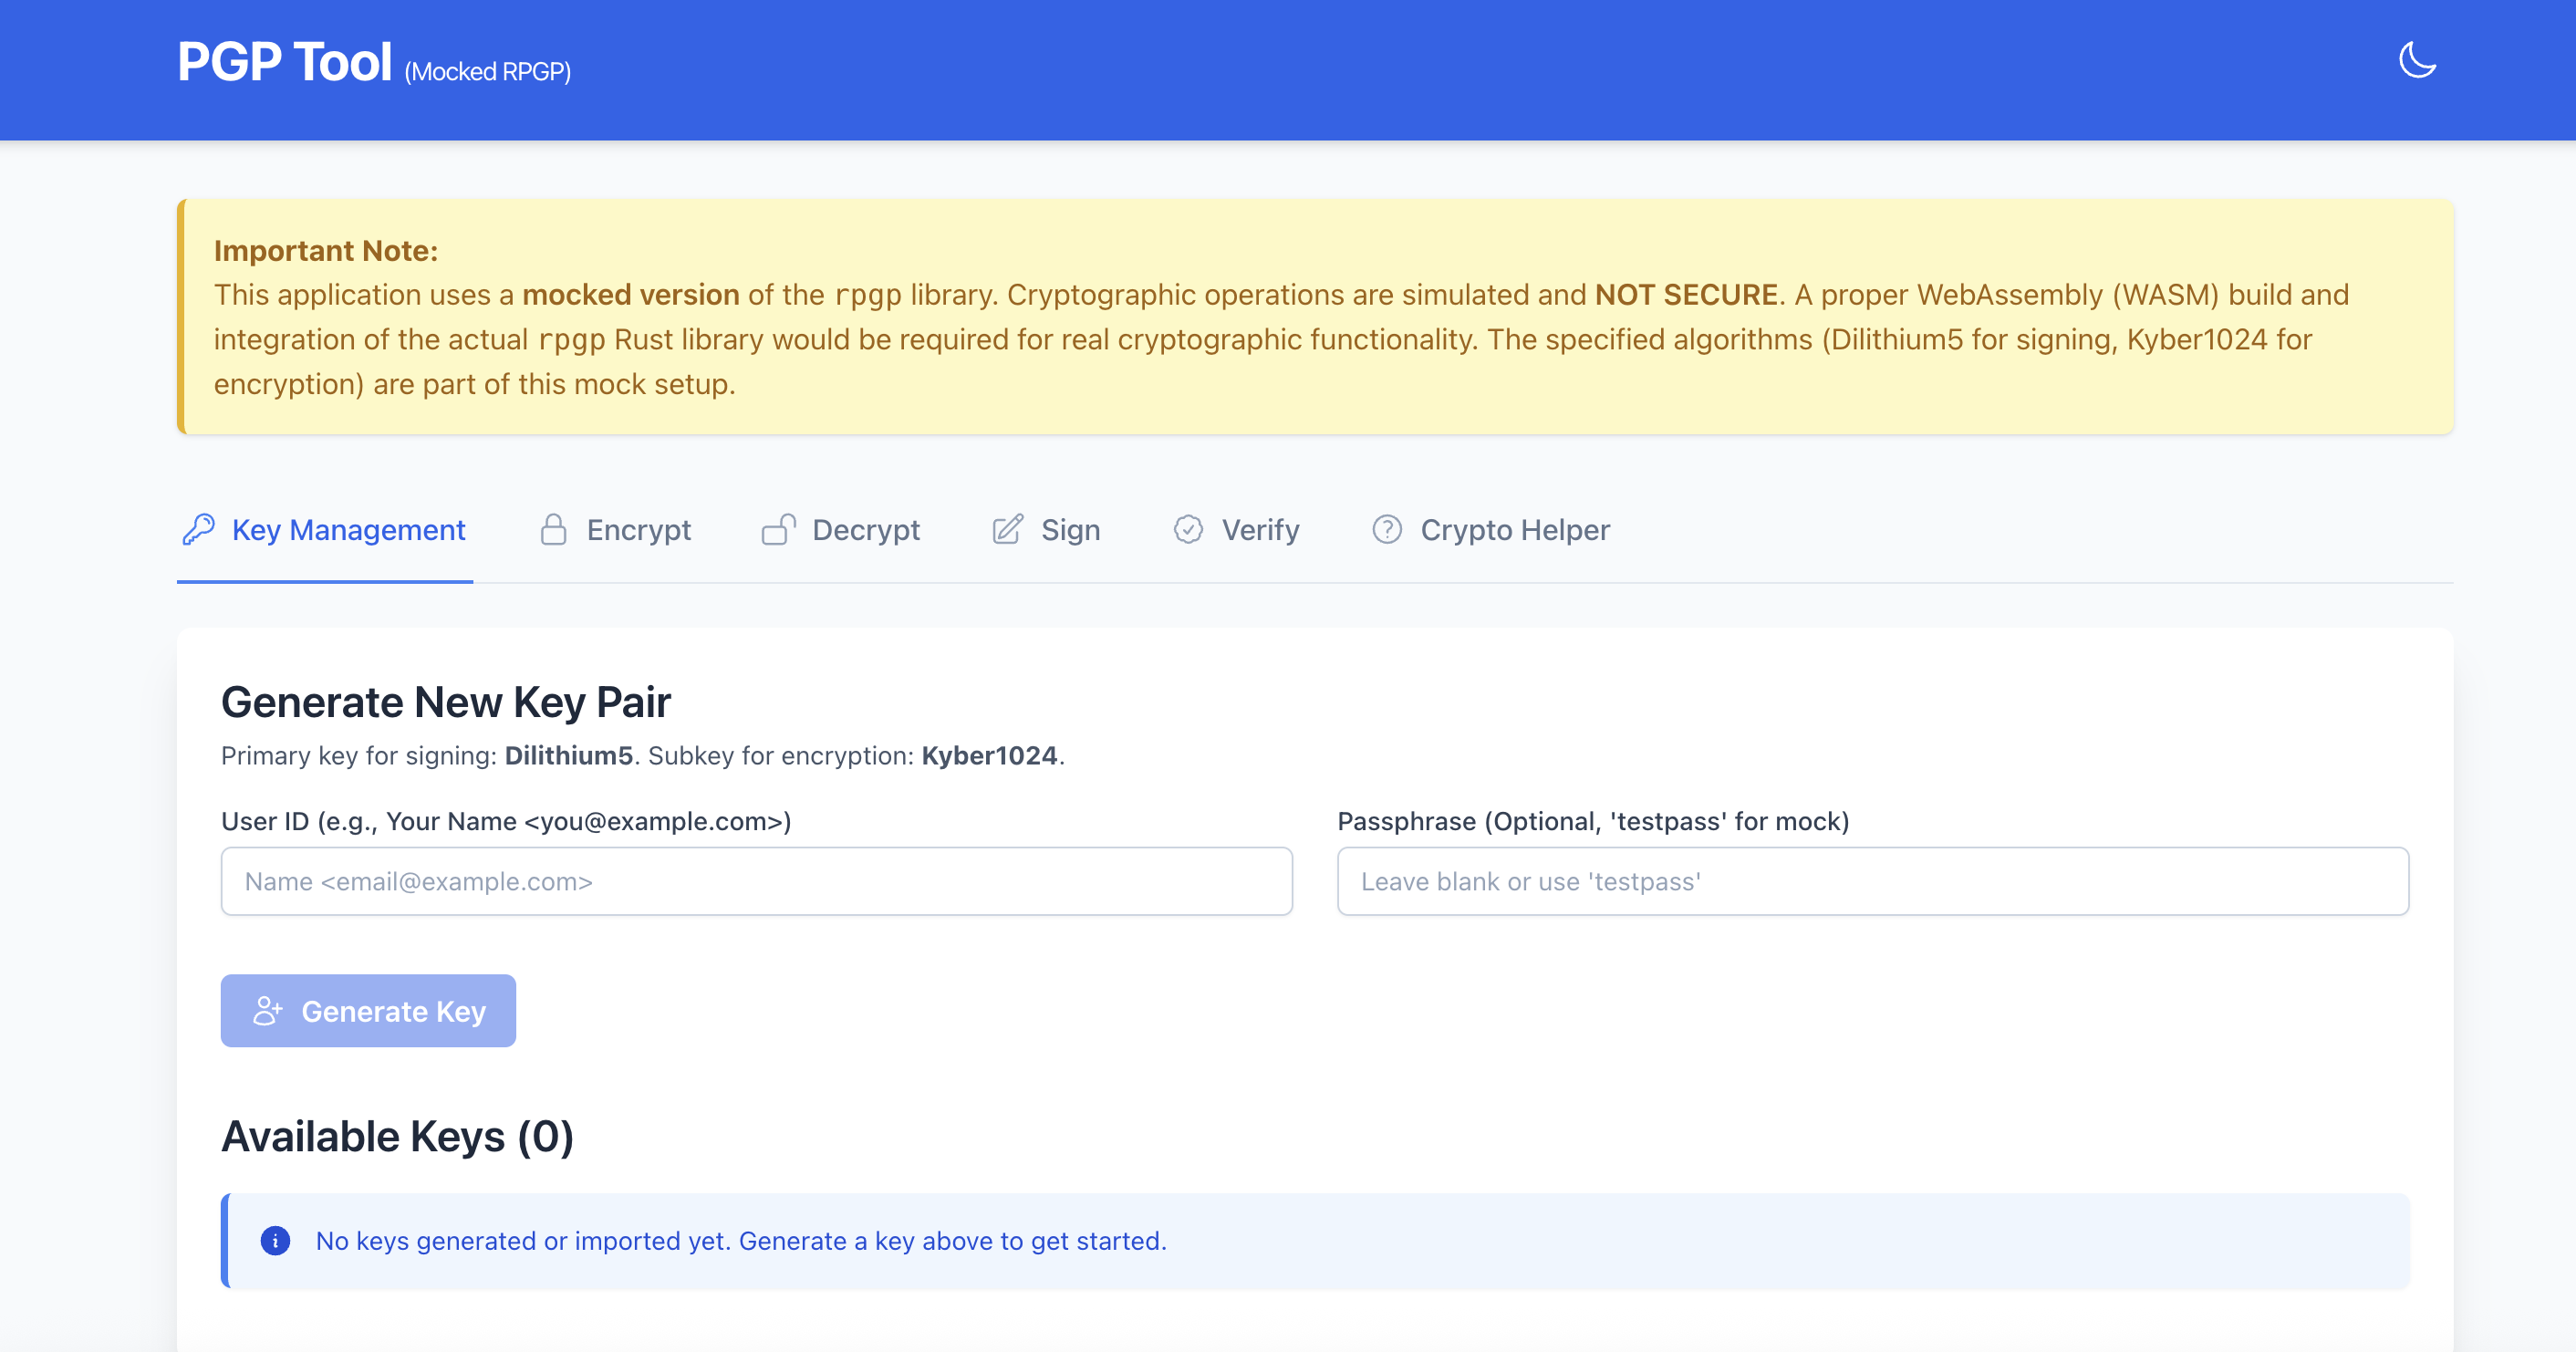 PGP Tool (Mocked RPGP)
Important Note:
This application uses a mocked version of the rpgp library. Cryptographic operations are simulated and NOT SECURE. A proper WebAssembly (WASM) build and
integration of the actual rpgp Rust library would be required for real cryptographic functionality. The specified algorithms (Dilithium5 for signing, Kyber1024 for
encryption) are part of this mock setup.
Key Management Encrypt Decrypt Sign Verify Crypto Helper
Generate New Key Pair
Primary key for signing: Dilithium5. Subkey for encryption: Kyber1024.
User ID (e.g., Your Name <you@example.com>)
Name <email@example.com>
Passphrase (Optional, 'testpass' for mock)
Leave blank or use 'testpass'
Generate Key
Available Keys (0)
No keys generated or imported yet. Generate a key above to get started.